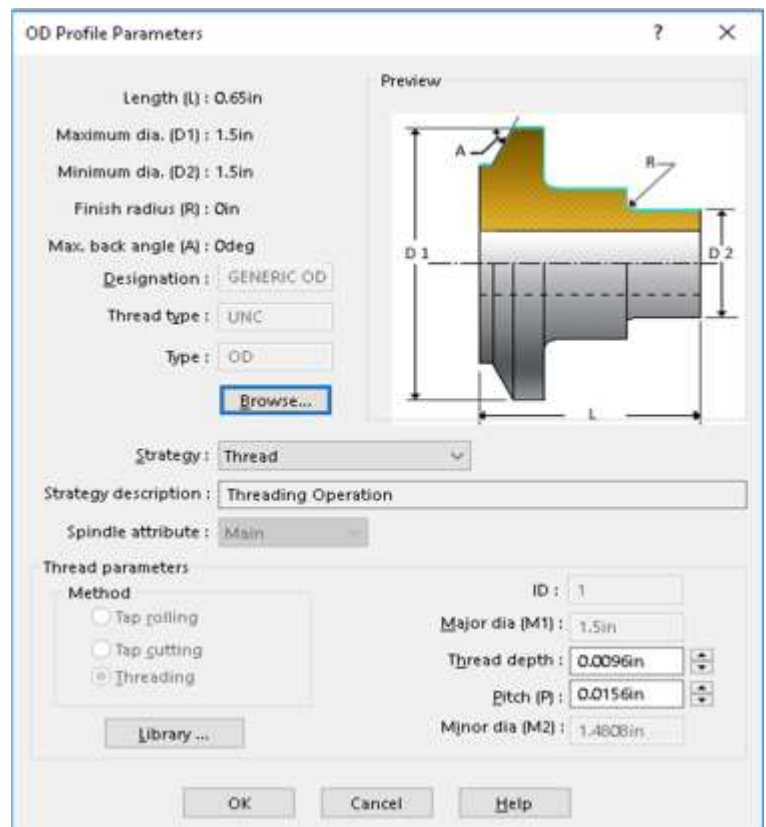 OD Profile Parameters ? ×
Length (L) : 0.65in
Maximum dia. (D1) : 1.5in
Minimum dia. (D2) : 1.5in
Finish radius (R) : 0in
Max. back angle (A) : 0deg
Designation : GENERIC OD
Thread type : UNC
Type : OD
Browse...
Preview
A
R
D 1
D 2
L
Strategy : Thread
Strategy description : Threading Operation
Spindle attribute : Main
Thread parameters
Method
Tap rolling
Tap cutting
Threading
Library ...
ID : 1
Major dia (M1) : 1.5in
Thread depth : 0.0096in
Pitch (P) : 0.0156in
Minor dia (M2) : 1.4808in
OK Cancel Help